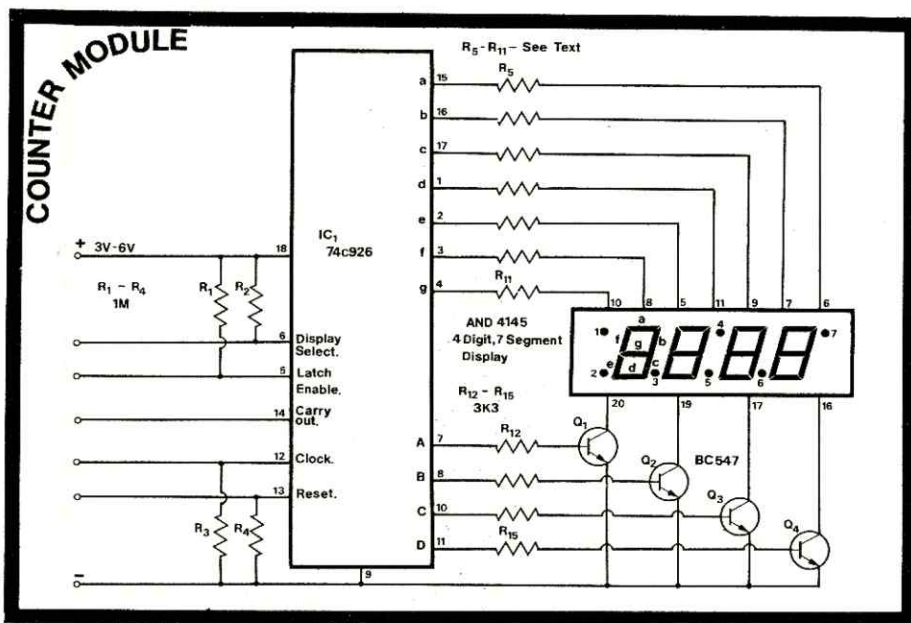 COUNTER MODULE
R5-R11– See Text
a 15 R5
b 16
c 17
d 1
e 2
f 3
g 4 R11
IC1
74c926
+ 3V-6V
18
R1 – R4
1M
R1 R2
6 Display
Select.
5 Latch
Enable.
14 Carry
out.
12 Clock.
13 Reset.
R3 R4
–
9
10 8 5 11 9 7 6
AND 4145
4 Digit,7 Segment
Display
1 a 4 7
f g b
2 e d c 3 5 6
20 19 17 16
R12 – R15
3K3
A 7 R12 Q1
B 8 Q2 BC547
C 10 Q3
D 11 R15 Q4